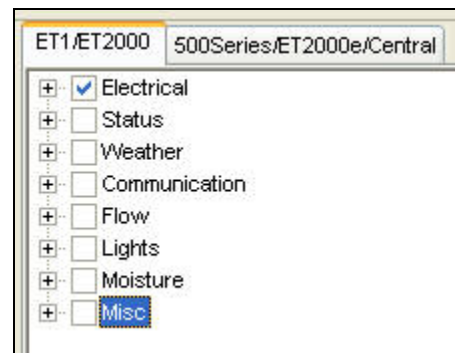 ET1/ET2000 500Series/ET2000e/Central
Electrical
Status
Weather
Communication
Flow
Lights
Moisture
Misc